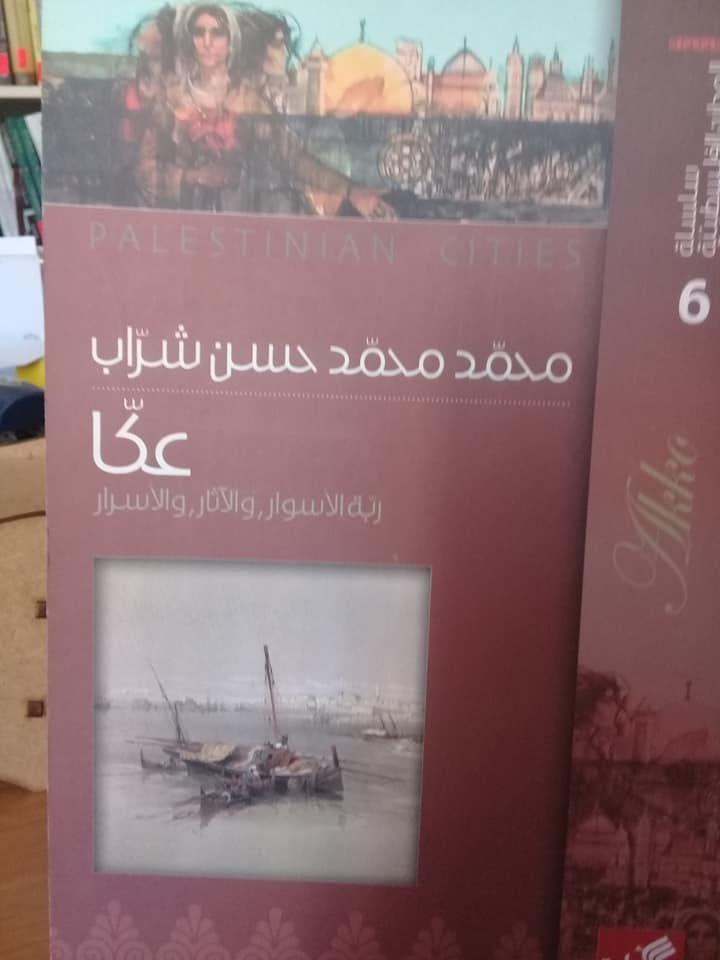 PALESTINIAN CITIES
محمّد محمّد حسن شرّاب
عكّا
ربّة الأسوار, والآثار, والأسرار
سلسلة
المدن الفلسطينية
6
Akko